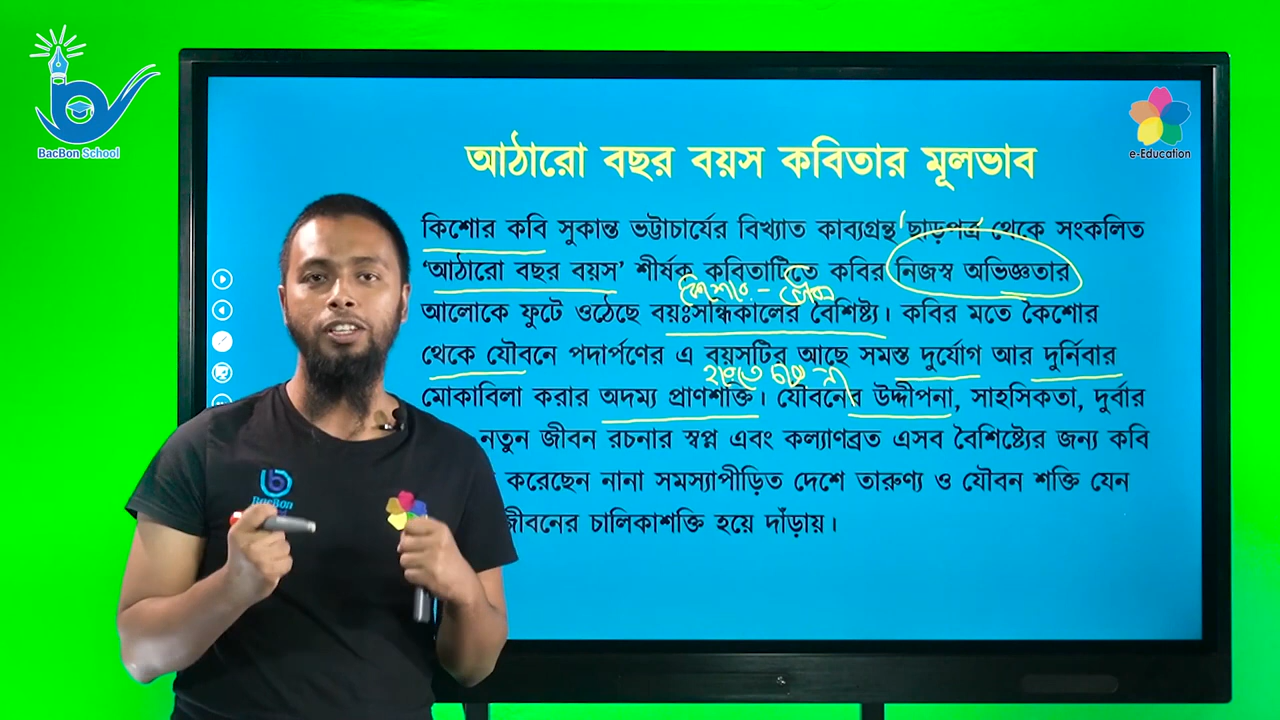 BacBon School
e-Education
আঠারো বছর বয়স কবিতার মূলভাব
কিশোর কবি সুকান্ত ভট্টাচার্যের বিখ্যাত কাব্যগ্রন্থ ‘ছাড়পত্র থেকে সংকলিত
‘আঠারো বছর বয়স’ শীর্ষক কবিতাটিতে কবির নিজস্ব অভিজ্ঞতার
আলোকে ফুটে ওঠেছে বয়ঃসন্ধিকালের বৈশিষ্ট্য। কবির মতে কৈশোর
থেকে যৌবনে পদার্পণের এ বয়সটির আছে সমস্ত দুর্যোগ আর দুর্নিবার
মোকাবিলা করার অদম্য প্রাণশক্তি। যৌবনের উদ্দীপনা, সাহসিকতা, দুর্বার
নতুন জীবন রচনার স্বপ্ন এবং কল্যাণব্রত এসব বৈশিষ্ট্যের জন্য কবি
করেছেন নানা সমস্যাপীড়িত দেশে তারুণ্য ও যৌবন শক্তি যেন
জীবনের চালিকাশক্তি হয়ে দাঁড়ায়।
BacBon